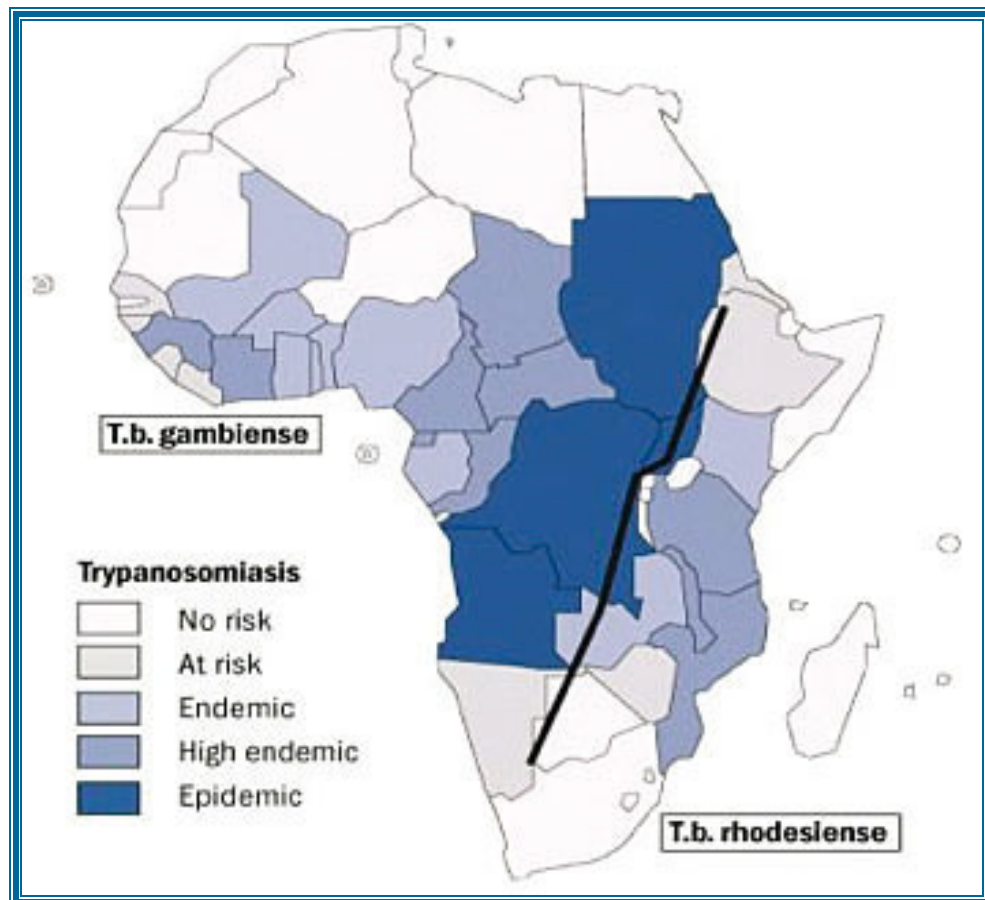 T.b. gambiense
Trypanosomiasis
No risk
At risk
Endemic
High endemic
Epidemic
T.b. rhodesiense